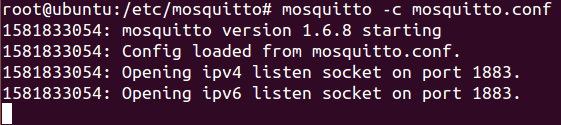 root@ubuntu:/etc/mosquitto# mosquitto -c mosquitto.conf
1581833054: mosquitto version 1.6.8 starting
1581833054: Config loaded from mosquitto.conf.
1581833054: Opening ipv4 listen socket on port 1883.
1581833054: Opening ipv6 listen socket on port 1883.